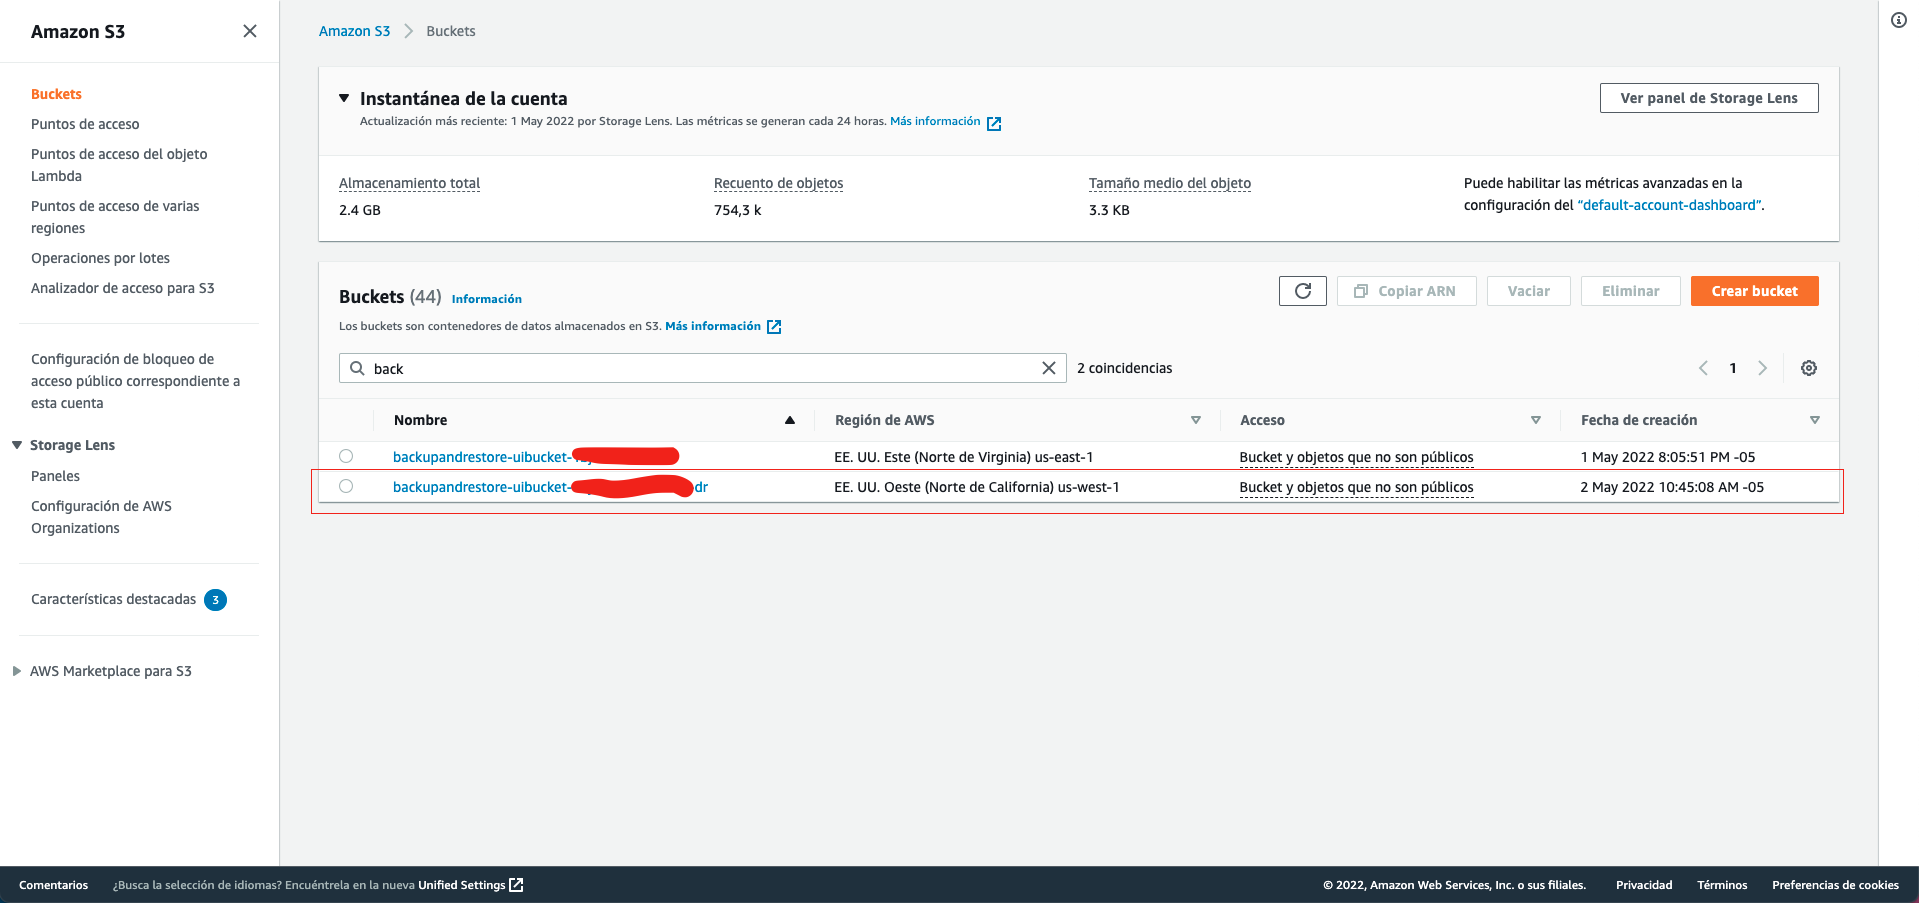 Amazon S3
Buckets
Puntos de acceso
Puntos de acceso del objeto
Lambda
Puntos de acceso de varias
regiones
Operaciones por lotes
Analizador de acceso para S3
Configuración de bloqueo de
acceso público correspondiente a
esta cuenta
Storage Lens
Paneles
Configuración de AWS
Organizations
Características destacadas 3
AWS Marketplace para S3
Amazon S3 Buckets
Instantánea de la cuenta
Actualización más reciente: 1 May 2022 por Storage Lens. Las métricas se generan cada 24 horas. Más información
Ver panel de Storage Lens
Almacenamiento total
2.4 GB
Recuento de objetos
754,3 k
Tamaño medio del objeto
3.3 KB
Puede habilitar las métricas avanzadas en la
configuración del “default-account-dashboard”.
Buckets (44) Información
Los buckets son contenedores de datos almacenados en S3. Más información
Copiar ARN Vaciar Eliminar Crear bucket
back 2 coincidencias 1
Nombre Región de AWS Acceso Fecha de creación
backupandrestore-uibucket- EE. UU. Este (Norte de Virginia) us-east-1 Bucket y objetos que no son públicos 1 May 2022 8:05:51 PM -05
backupandrestore-uibucket- dr EE. UU. Oeste (Norte de California) us-west-1 Bucket y objetos que no son públicos 2 May 2022 10:45:08 AM -05
Comentarios ¿Busca la selección de idiomas? Encuéntrela en la nueva Unified Settings © 2022, Amazon Web Services, Inc. o sus filiales. Privacidad Términos Preferencias de cookies